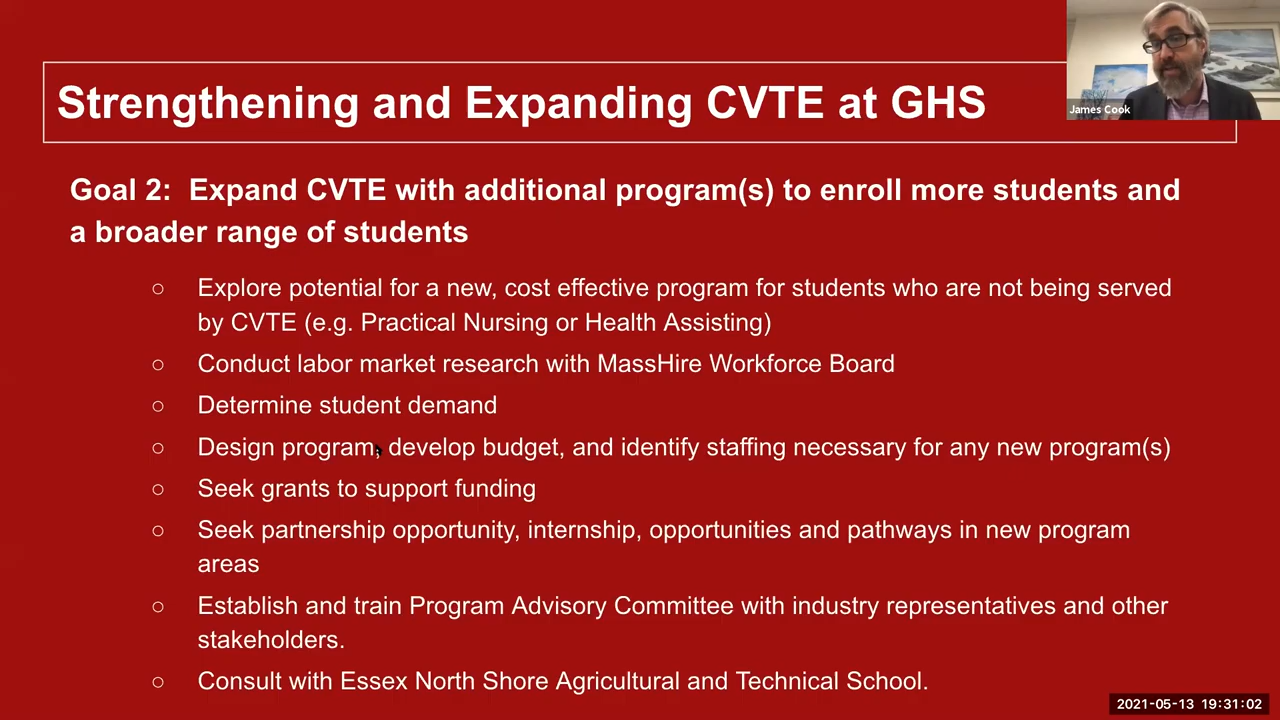 Strengthening and Expanding CVTE at GHS
James Cook
Goal 2:  Expand CVTE with additional program(s) to enroll more students and
a broader range of students
○ Explore potential for a new, cost effective program for students who are not being served
by CVTE (e.g. Practical Nursing or Health Assisting)
○ Conduct labor market research with MassHire Workforce Board
○ Determine student demand
○ Design program, develop budget, and identify staffing necessary for any new program(s)
○ Seek grants to support funding
○ Seek partnership opportunity, internship, opportunities and pathways in new program
areas
○ Establish and train Program Advisory Committee with industry representatives and other
stakeholders.
○ Consult with Essex North Shore Agricultural and Technical School.
2021-05-13 19:31:02